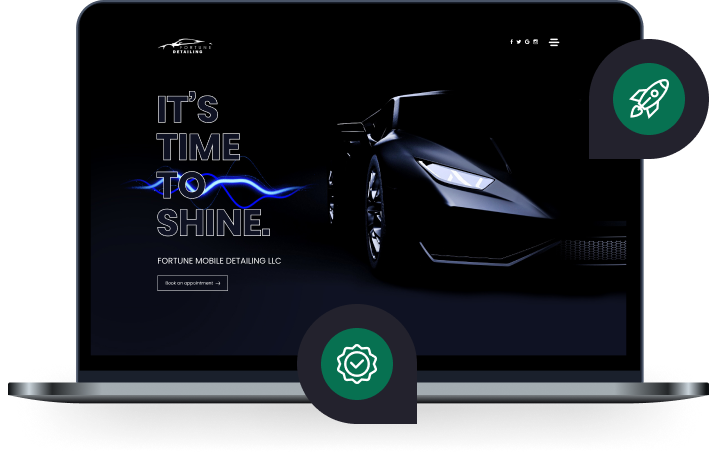 FORTUNE
DETAILING
IT'S
TIME
TO
SHINE.
FORTUNE MOBILE DETAILING LLC
Book an appointment →